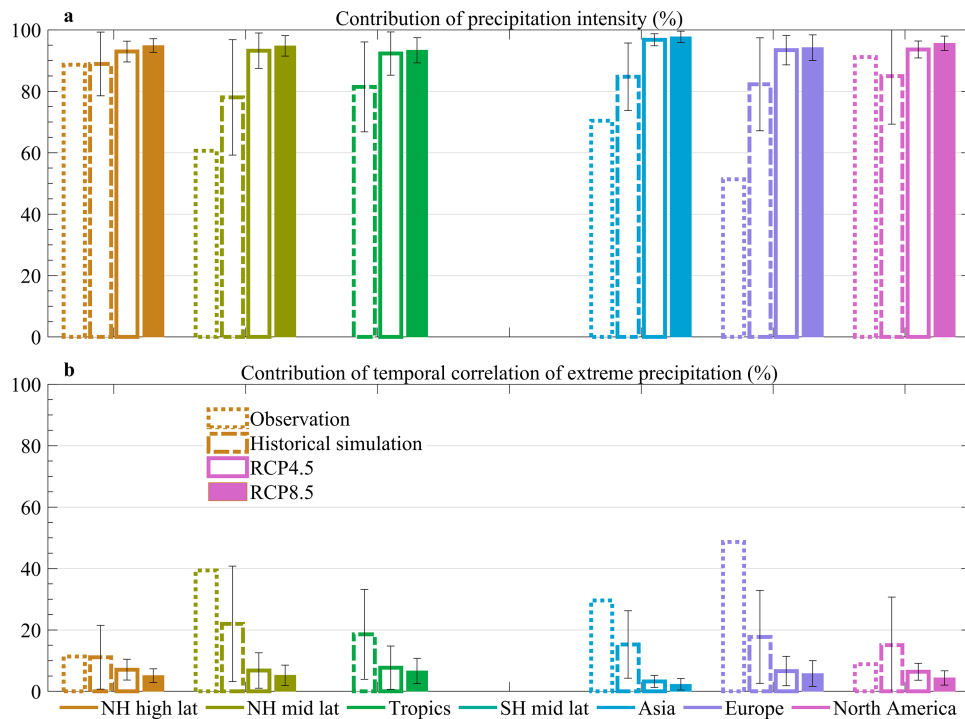 a
Contribution of precipitation intensity (%)
100
80
60
40
20
0
b
Contribution of temporal correlation of extreme precipitation (%)
100
80
60
40
20
0
Observation
Historical simulation
RCP4.5
RCP8.5
NH high lat NH mid lat Tropics SH mid lat Asia Europe North America